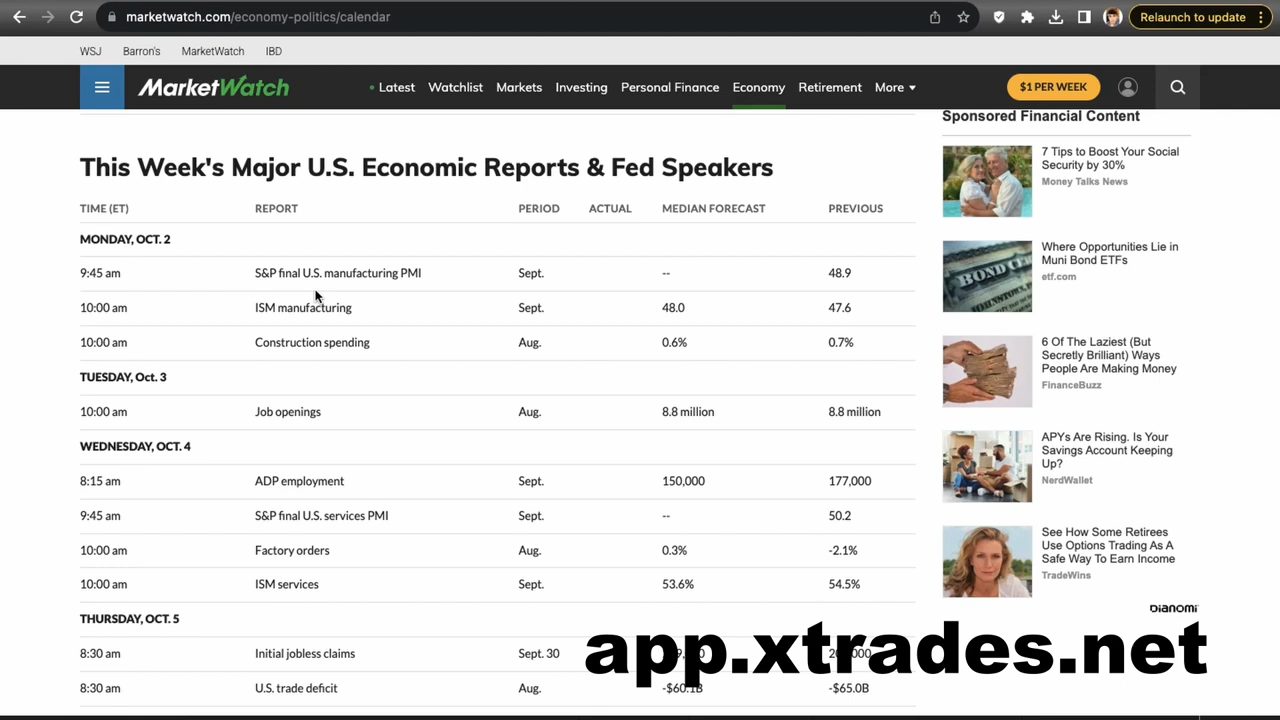 marketwatch.com/economy-politics/calendar
Relaunch to update
WSJ Barron's MarketWatch IBD
MarketWatch
Latest Watchlist Markets Investing Personal Finance Economy Retirement More
$1 PER WEEK
This Week's Major U.S. Economic Reports & Fed Speakers
TIME (ET) REPORT PERIOD ACTUAL MEDIAN FORECAST PREVIOUS
MONDAY, OCT. 2
9:45 am S&P final U.S. manufacturing PMI Sept. -- 48.9
10:00 am ISM manufacturing Sept. 48.0 47.6
10:00 am Construction spending Aug. 0.6% 0.7%
TUESDAY, Oct. 3
10:00 am Job openings Aug. 8.8 million 8.8 million
WEDNESDAY, OCT. 4
8:15 am ADP employment Sept. 150,000 177,000
9:45 am S&P final U.S. services PMI Sept. -- 50.2
10:00 am Factory orders Aug. 0.3% -2.1%
10:00 am ISM services Sept. 53.6% 54.5%
THURSDAY, OCT. 5
8:30 am Initial jobless claims Sept. 30
8:30 am U.S. trade deficit Aug. -$60.1B -$65.0B
Sponsored Financial Content
7 Tips to Boost Your Social
Security by 30%
Money Talks News
Where Opportunities Lie in
Muni Bond ETFs
etf.com
6 Of The Laziest (But
Secretly Brilliant) Ways
People Are Making Money
FinanceBuzz
APYs Are Rising. Is Your
Savings Account Keeping
Up?
NerdWallet
See How Some Retirees
Use Options Trading As A
Safe Way To Earn Income
TradeWins
Dianomi
app.xtrades.net